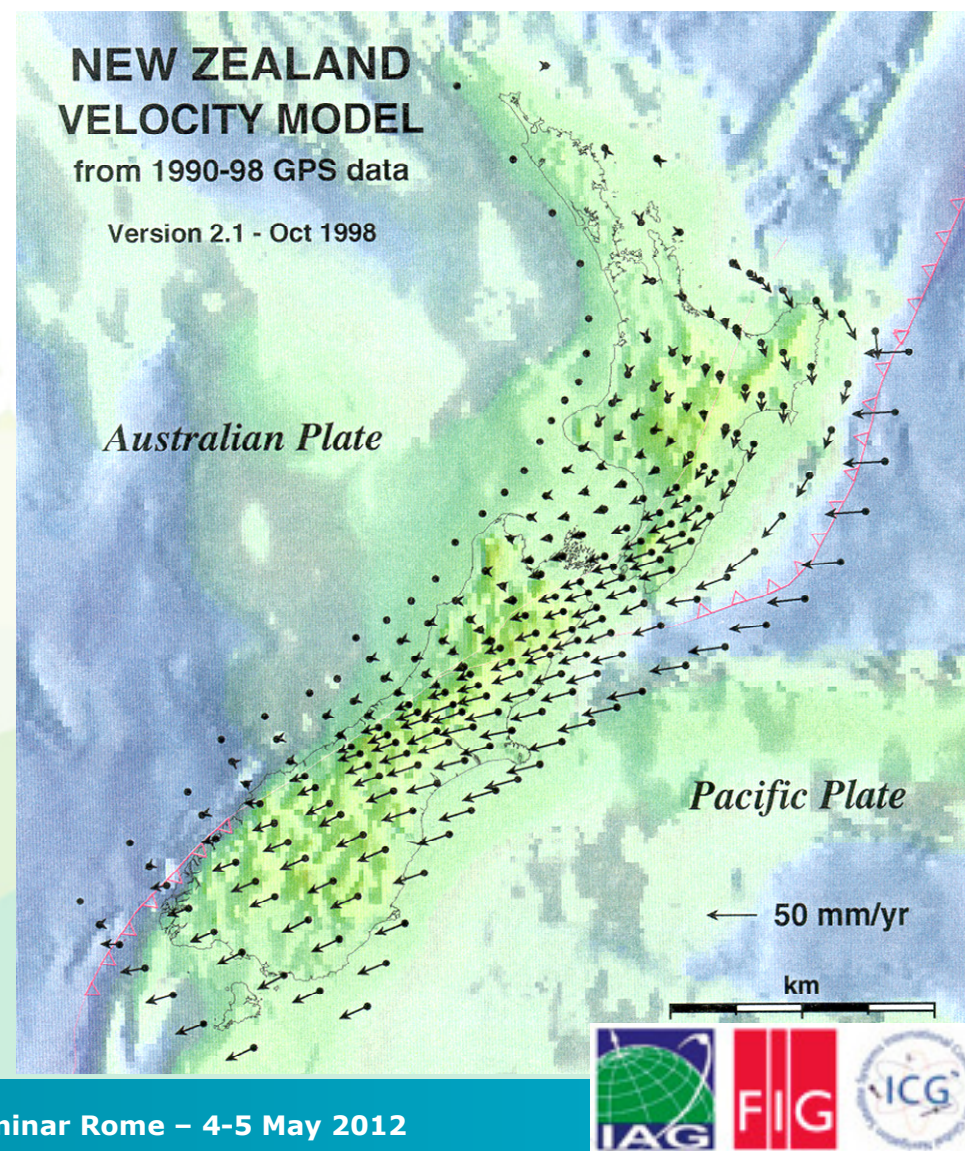 NEW ZEALAND
VELOCITY MODEL
from 1990-98 GPS data
Version 2.1 - Oct 1998
Australian Plate
Pacific Plate
50 mm/yr
km
minar Rome – 4-5 May 2012
IAG
FIG
ICG